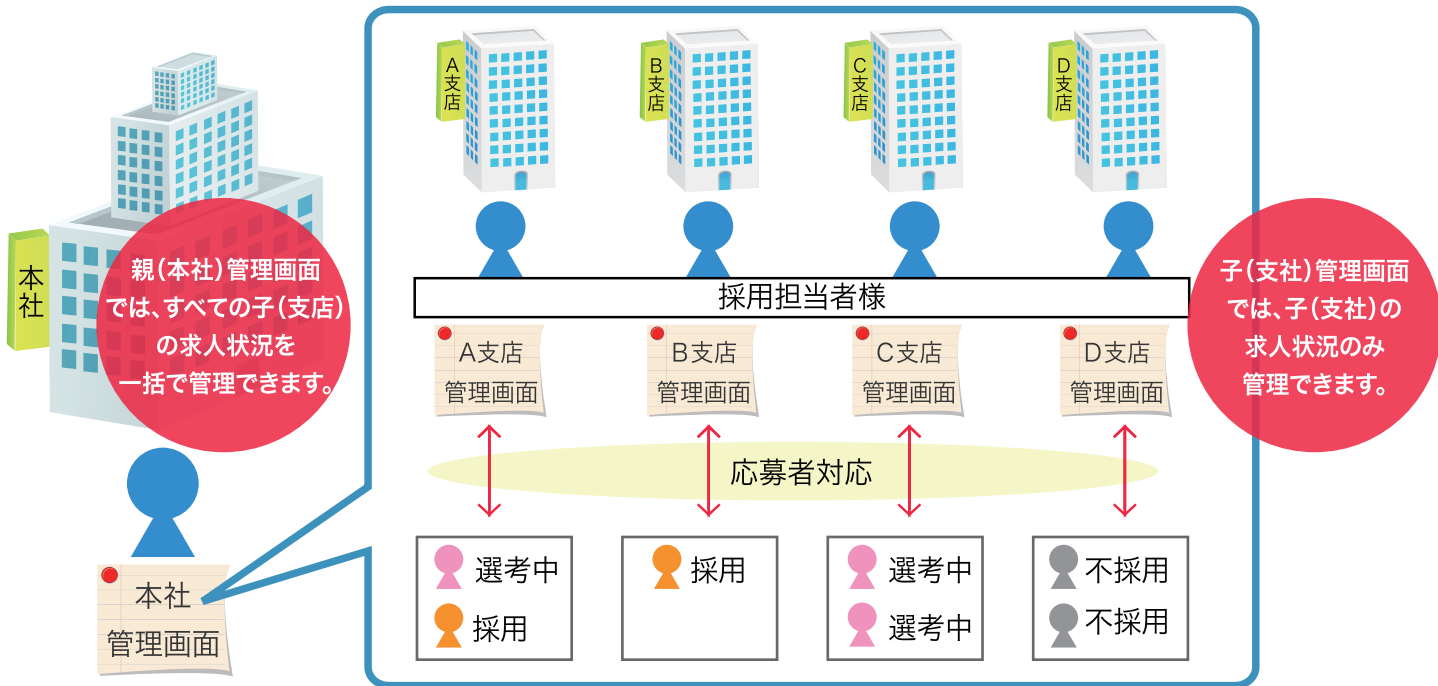 A支店
B支店
C支店
D支店
本社
親（本社）管理画面
では、すべての子（支店）
の求人状況を
一括で管理できます。
子（支社）管理画面
では、子（支社）の
求人状況のみ
管理できます。
採用担当者様
A支店
管理画面
B支店
管理画面
C支店
管理画面
D支店
管理画面
応募者対応
本社
管理画面
選考中
採用
採用
選考中
選考中
不採用
不採用